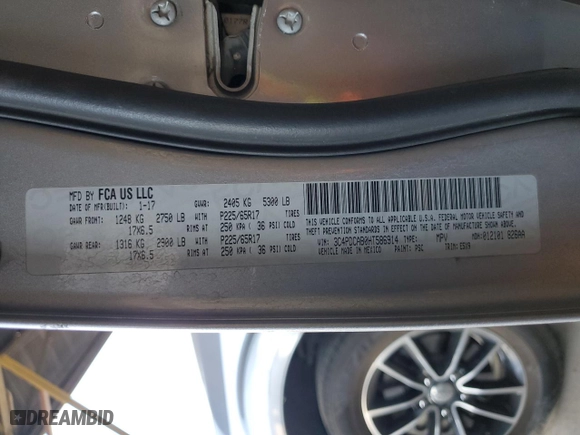 MFD BY FCA US LLC
DATE OF MFR(BUILT): 1-17
GVWR: 2405 KG 5300 LB
GAWR FRONT: 1248 KG 2750 LB WITH P225/65R17 TIRES
17X6.5 RIMS AT 250 KPA ( 36 PSI) COLD
GAWR REAR: 1316 KG 2900 LB WITH P225/65R17 TIRES
17X6.5 RIMS AT 250 KPA ( 36 PSI) COLD
THIS VEHICLE CONFORMS TO ALL APPLICABLE U.S.A. FEDERAL MOTOR VEHICLE SAFETY AND
THEFT PREVENTION STANDARDS IN EFFECT ON THE DATE OF MANUFACTURE SHOWN ABOVE.
VIN: 3C4PDCAB0HT586914 TYPE: MPV MDH: 012101 828AA
VEHICLE MADE IN MEXICO PAINT: PSC TRIM:
DREAMBID